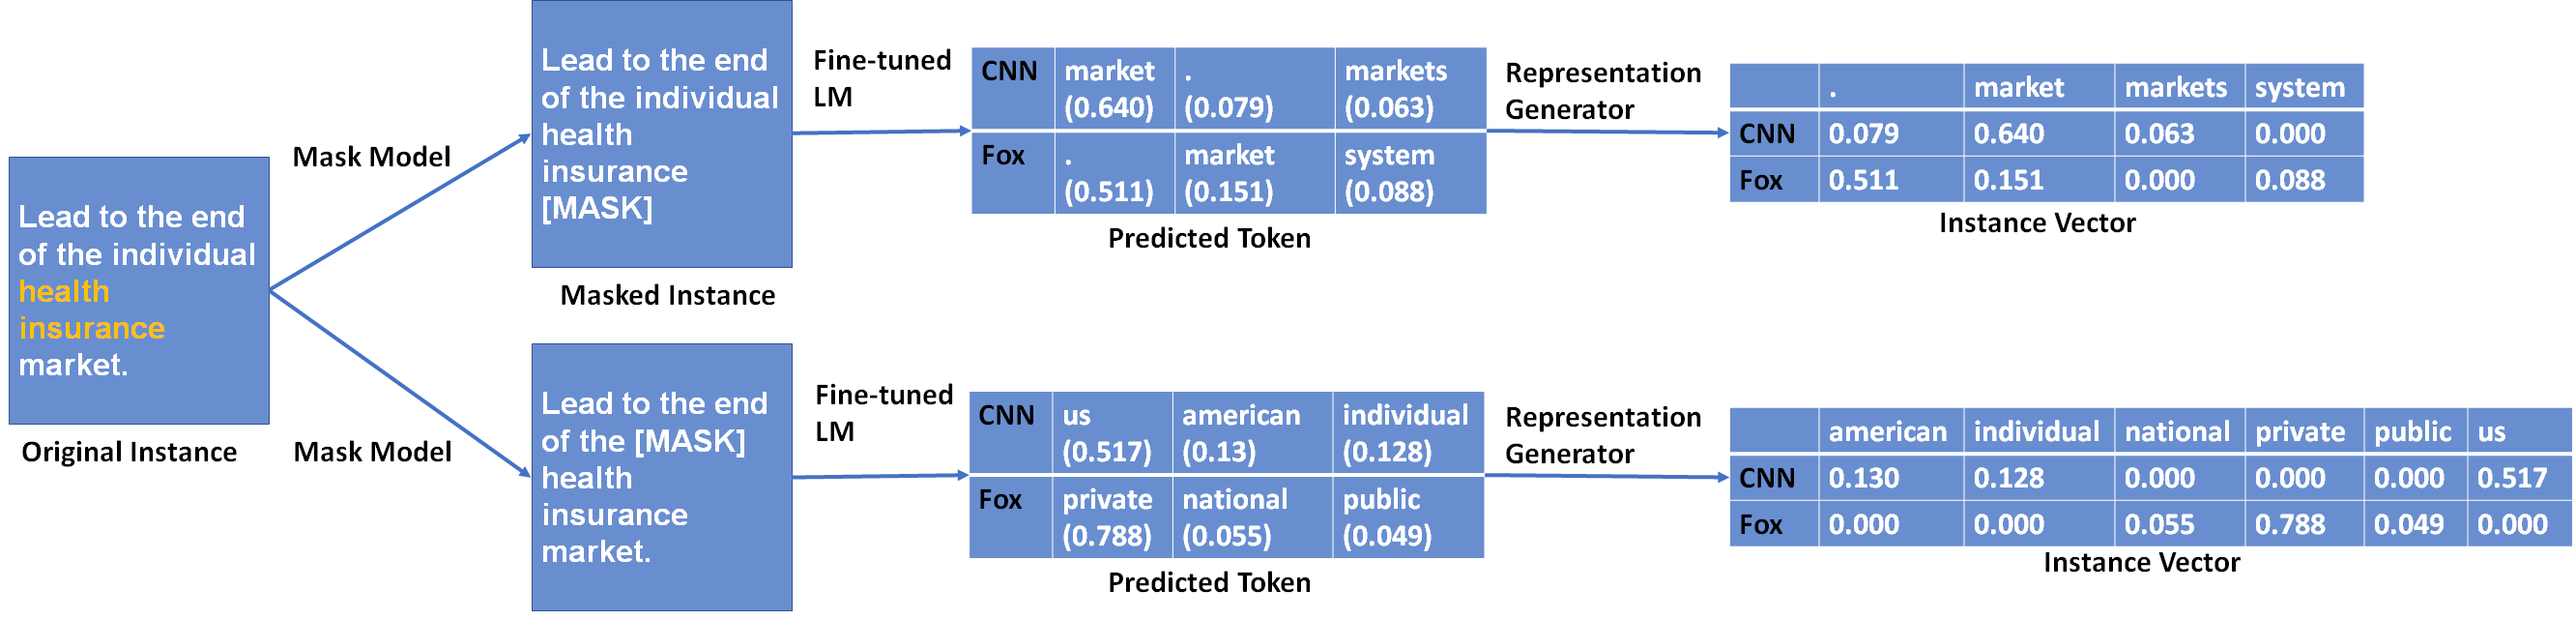 Lead to the end
of the individual
health
insurance
market.
Original Instance
Mask Model
Mask Model
Lead to the end
of the individual
health
insurance
[MASK]
Masked Instance
Lead to the end
of the [MASK]
health
insurance
market.
Fine-tuned
LM
CNN market . markets
(0.640) (0.079) (0.063)
Fox . market system
(0.511) (0.151) (0.088)
Predicted Token
Representation
Generator
. market markets system
CNN 0.079 0.640 0.063 0.000
Fox 0.511 0.151 0.000 0.088
Instance Vector
Fine-tuned
LM
CNN us american individual
(0.517) (0.13) (0.128)
Fox private national public
(0.788) (0.055) (0.049)
Predicted Token
Representation
Generator
american individual national private public us
CNN 0.130 0.128 0.000 0.000 0.000 0.517
Fox 0.000 0.000 0.055 0.788 0.049 0.000
Instance Vector